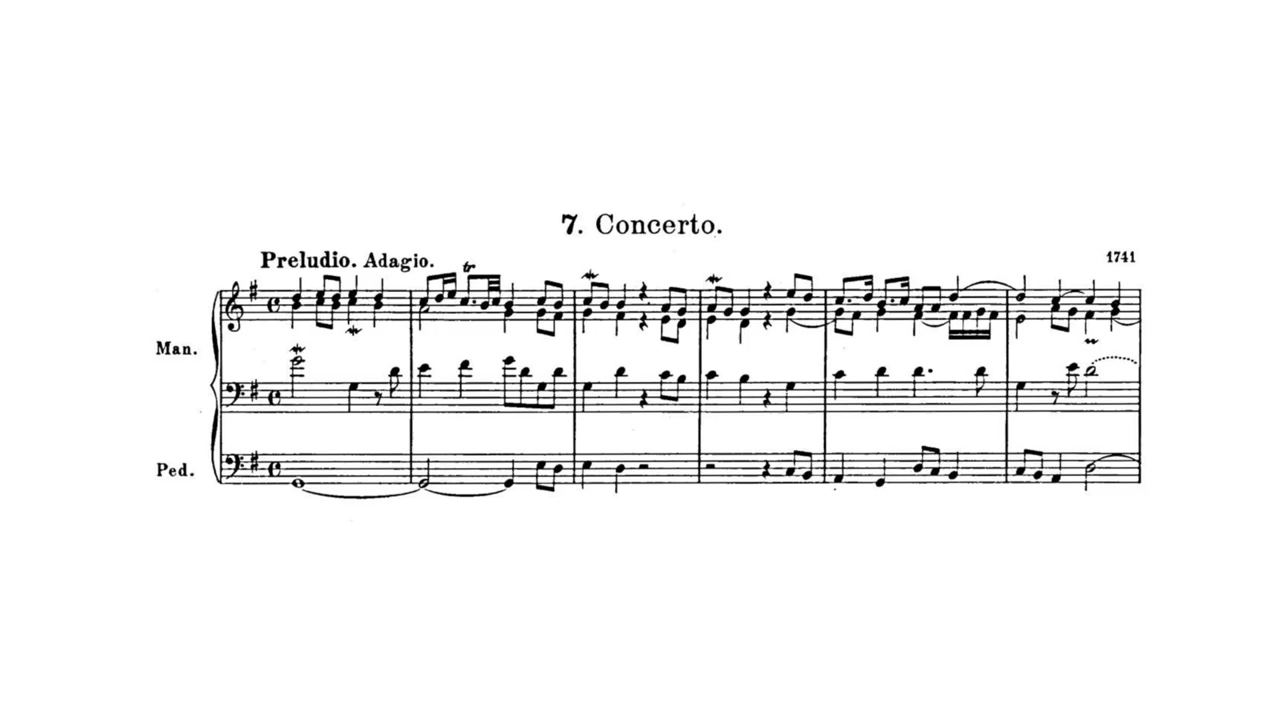 7. Concerto.
Preludio. Adagio. 1741
tr
Man.
Ped.